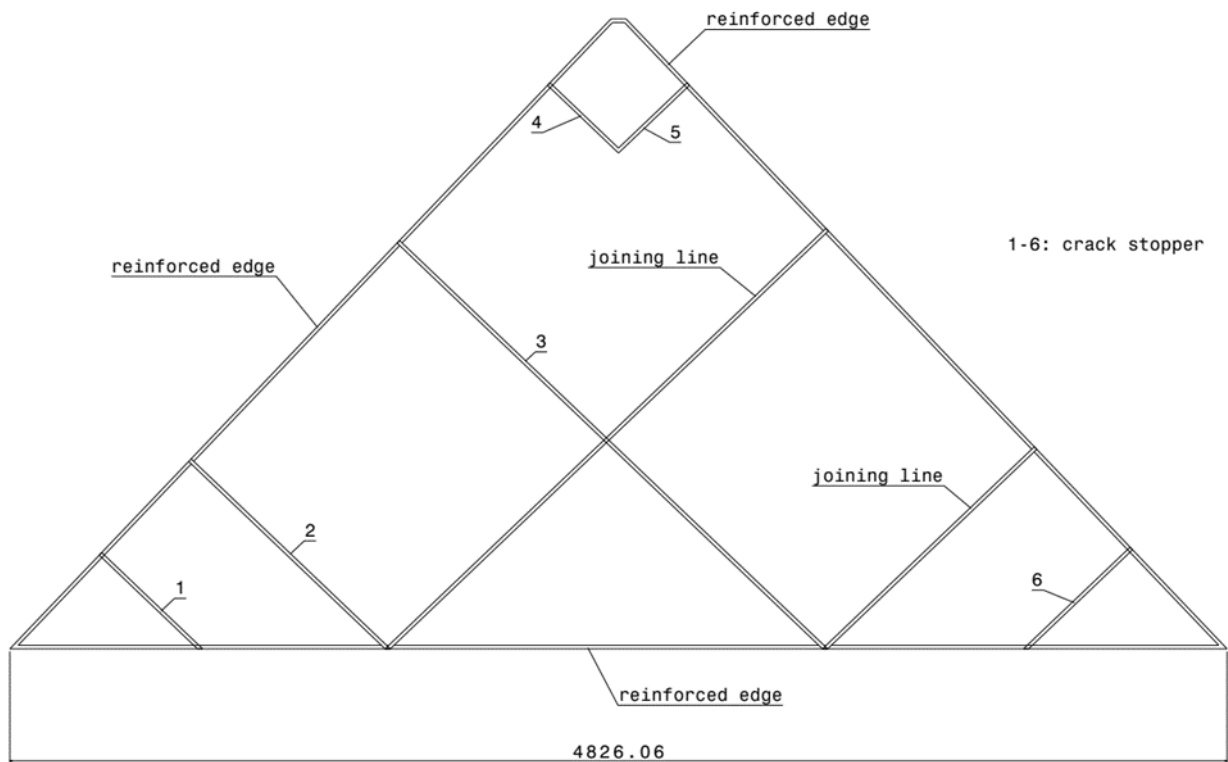 reinforced edge
4
5
1-6: crack stopper
joining line
reinforced edge
3
joining line
2
6
1
reinforced edge
4826.06